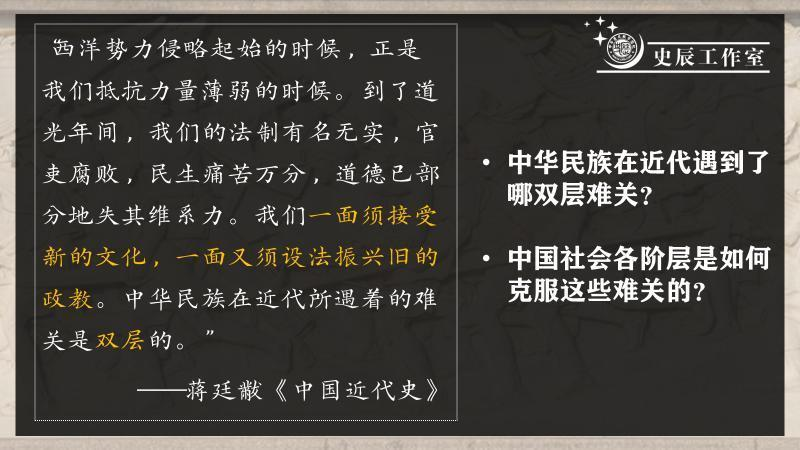 “西洋势力侵略起始的时候，正是
我们抵抗力量薄弱的时候。到了道
光年间，我们的法制有名无实，官
吏腐败，民生痛苦万分，道德已部
分地失其维系力。我们一面须接受
新的文化，一面又须设法振兴旧的
政教。中华民族在近代所遇着的难
关是双层的。”
——蒋廷黻《中国近代史》
史辰工作室
• 中华民族在近代遇到了
哪双层难关？
• 中国社会各阶层是如何
克服这些难关的？